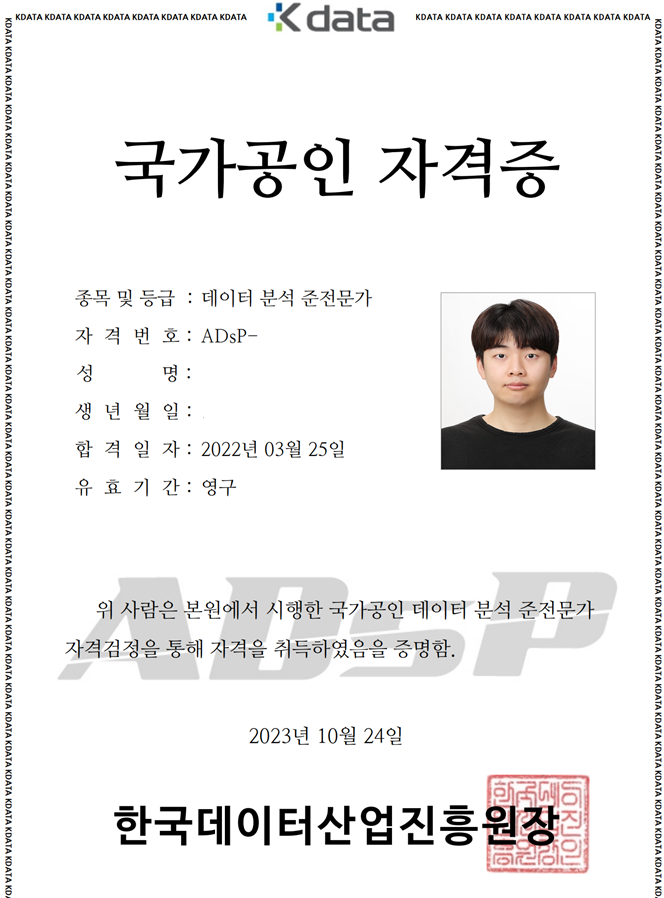 KDATA KDATA KDATA KDATA KDATA KDATA KDATA KDATA
K data
KDATA KDATA KDATA KDATA KDATA KDATA KDATA KDATA
국가공인 자격증
종목 및 등급 : 데이터 분석 준전문가
자 격 번 호 : ADsP-
성 명 :
생 년 월 일 :
합 격 일 자 : 2022년 03월 25일
유 효 기 간 : 영구
ADsP
위 사람은 본원에서 시행한 국가공인 데이터 분석 준전문가
자격검정을 통해 자격을 취득하였음을 증명함.
2023년 10월 24일
한국데이터산업진흥원장